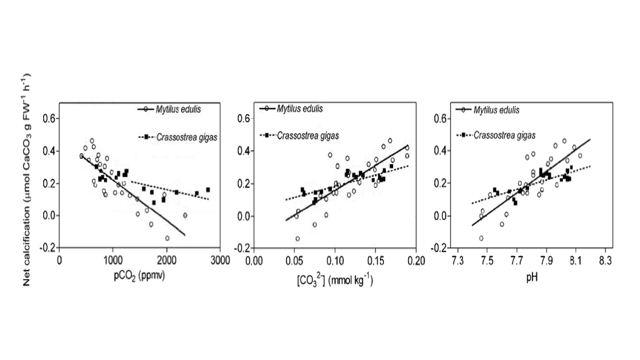 Net calcification (μmol CaCO₃ g FW⁻¹ h⁻¹)
Mytilus edulis
Crassostrea gigas
0.6
0.4
0.2
0.0
-0.2
0 1000 2000 3000
pCO₂ (ppmv)
Mytilus edulis
Crassostrea gigas
0.6
0.4
0.2
0.0
-0.2
0.00 0.05 0.10 0.15 0.20
[CO₃²⁻] (mmol kg⁻¹)
Mytilus edulis
Crassostrea gigas
0.6
0.4
0.2
0.0
-0.2
7.3 7.5 7.7 7.9 8.1 8.3
pH